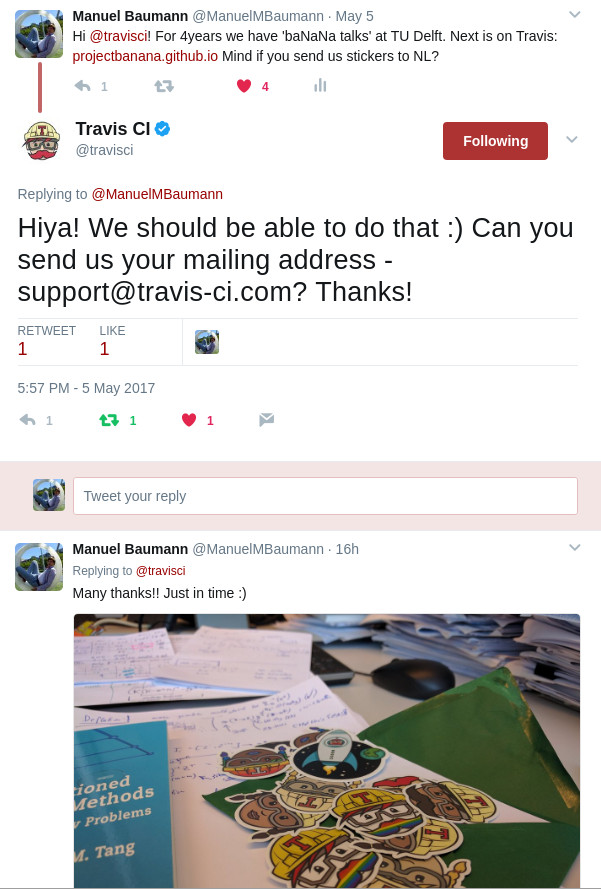 Manuel Baumann @ManuelMBaumann · May 5
Hi @travisci! For 4years we have 'baNaNa talks' at TU Delft. Next is on Travis:
projectbanana.github.io Mind if you send us stickers to NL?
1
4
Travis CI
@travisci
Following
Replying to @ManuelMBaumann
Hiya! We should be able to do that :) Can you
send us your mailing address -
support@travis-ci.com? Thanks!
RETWEET LIKE
1 1
5:57 PM - 5 May 2017
1 1 1
Tweet your reply
Manuel Baumann @ManuelMBaumann · 16h
Replying to @travisci
Many thanks!! Just in time :)
tioned
Methods
y Problems
M. Tang